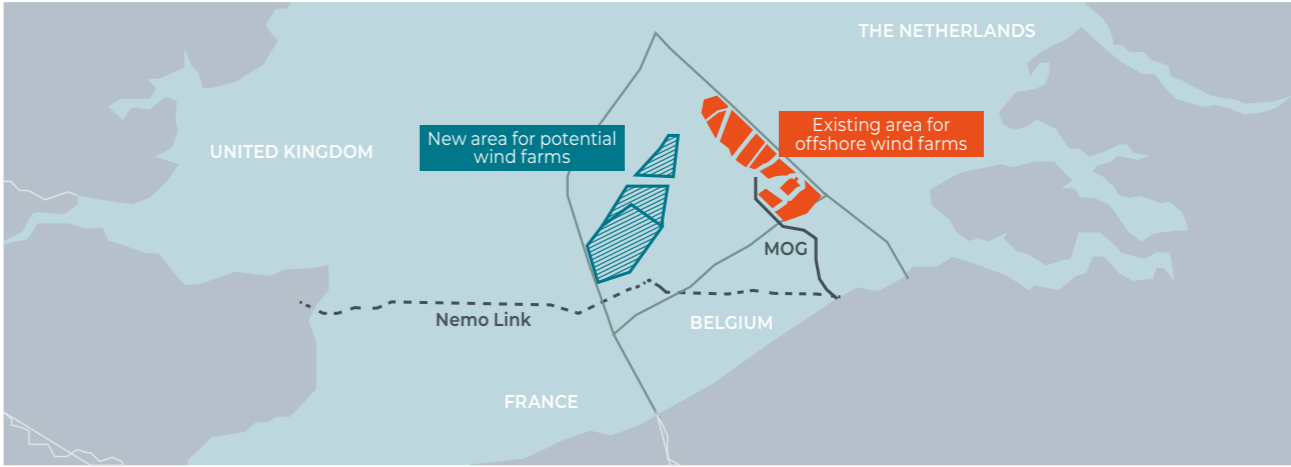 THE NETHERLANDS
New area for potential
wind farms
Existing area for
offshore wind farms
UNITED KINGDOM
MOG
Nemo Link
BELGIUM
FRANCE